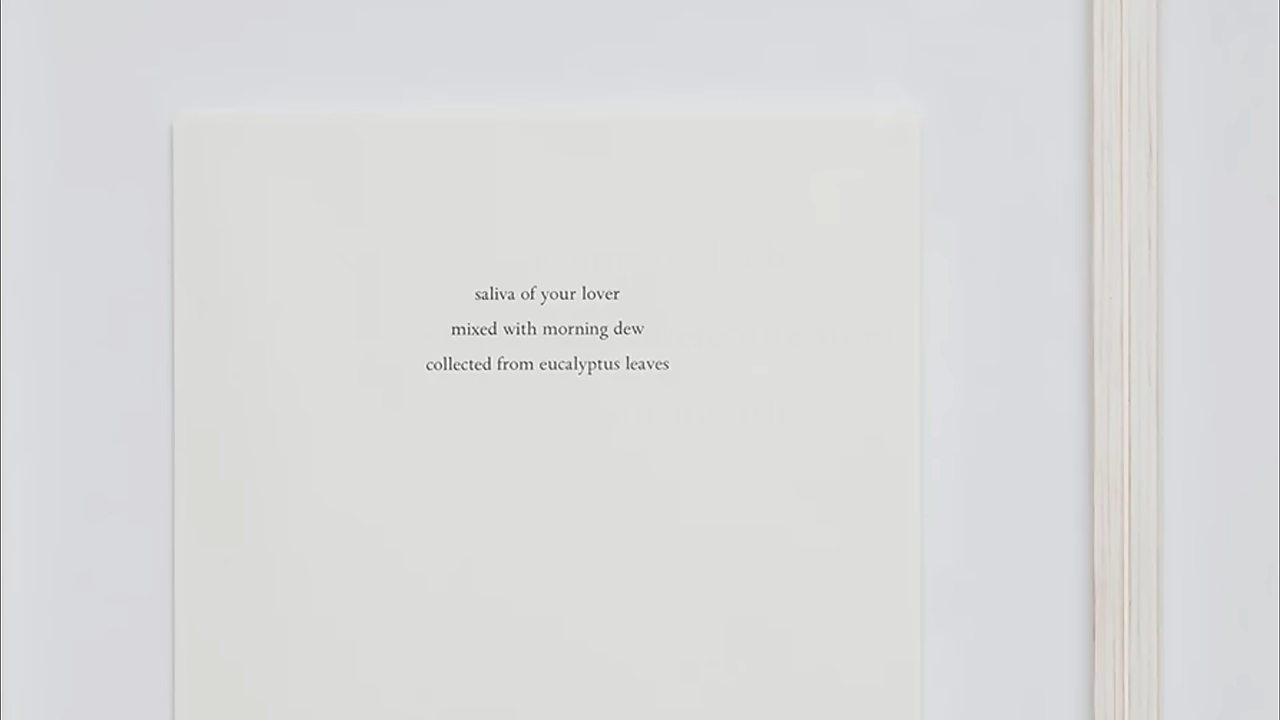 saliva of your lover
mixed with morning dew
collected from eucalyptus leaves